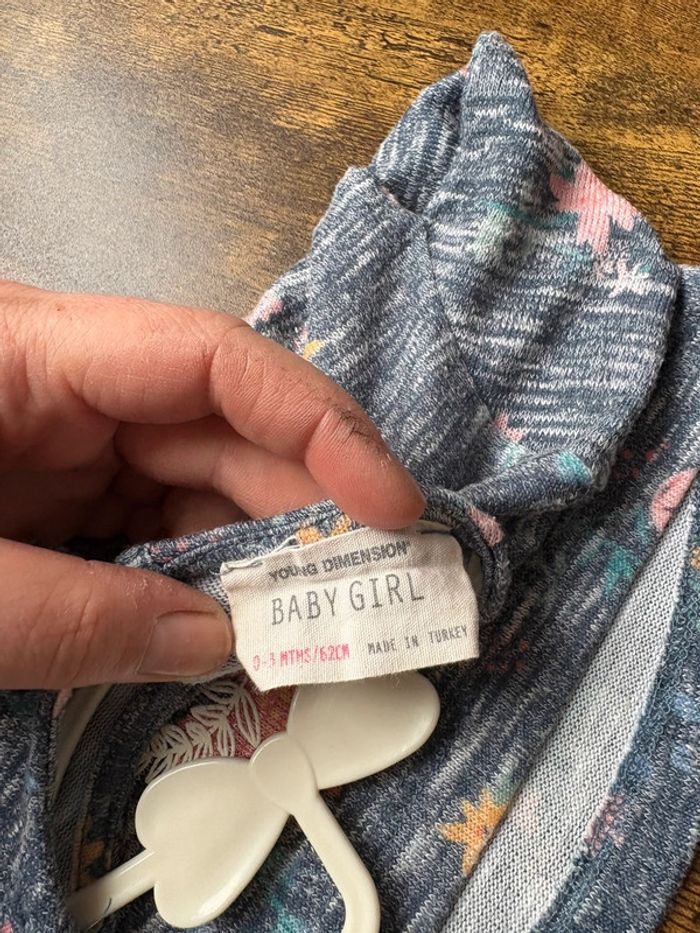 YOUNG DIMENSION
BABY GIRL
0-3 MTHS/62CM MADE IN TURKEY